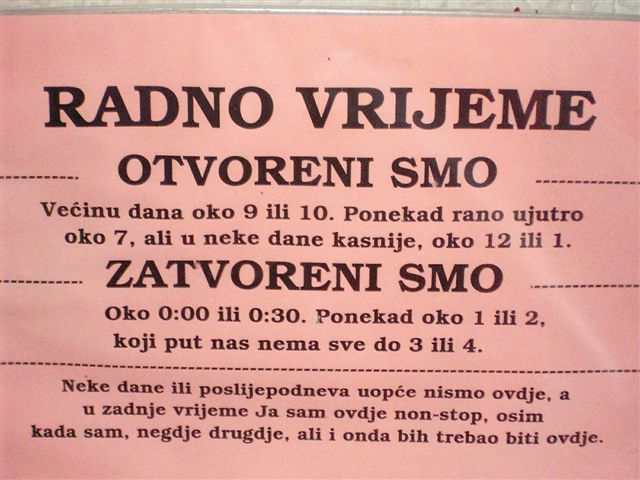 RADNO VRIJEME
OTVORENI SMO
Većinu dana oko 9 ili 10. Ponekad rano ujutro
oko 7, ali u neke dane kasnije, oko 12 ili 1.
ZATVORENI SMO
Oko 0:00 ili 0:30. Ponekad oko 1 ili 2,
koji put nas nema sve do 3 ili 4.
Neke dane ili poslijepodneva uopće nismo ovdje, a
u zadnje vrijeme Ja sam ovdje non-stop, osim
kada sam, negdje drugdje, ali i onda bih trebao biti ovdje.